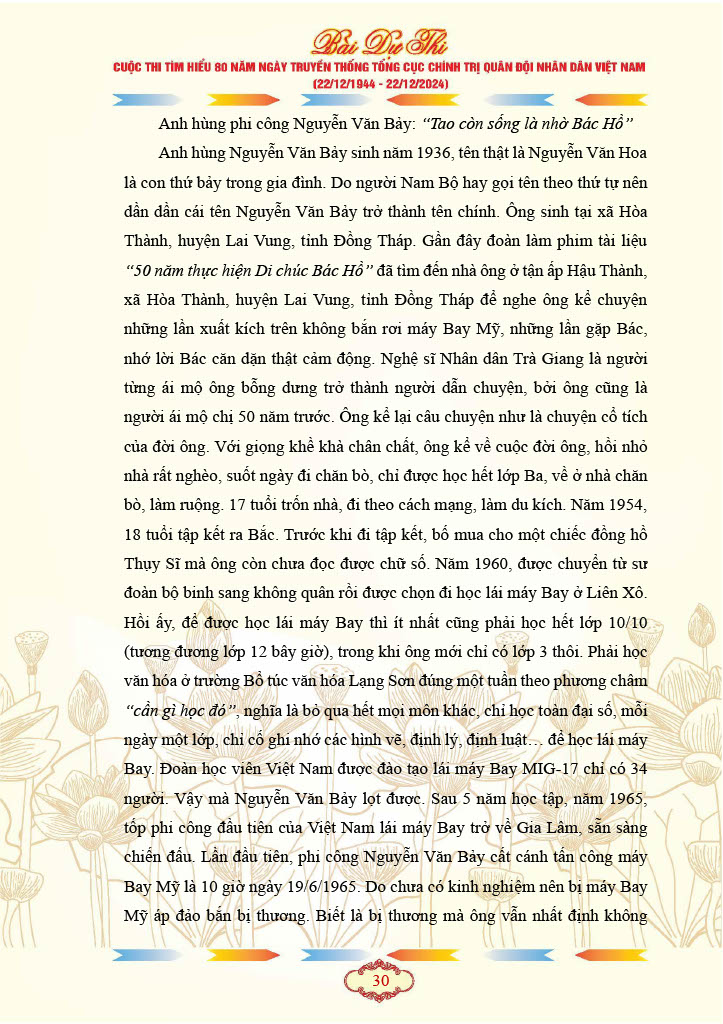 Bài Dự Thi
CUỘC THI TÌM HIỂU 80 NĂM NGÀY TRUYỀN THỐNG TỔNG CỤC CHÍNH TRỊ QUÂN ĐỘI NHÂN DÂN VIỆT NAM
(22/12/1944 - 22/12/2024)
Anh hùng phi công Nguyễn Văn Bảy: “Tao còn sống là nhờ Bác Hồ”
Anh hùng Nguyễn Văn Bảy sinh năm 1936, tên thật là Nguyễn Văn Hoa
là con thứ bảy trong gia đình. Do người Nam Bộ hay gọi tên theo thứ tự nên
dần dần cái tên Nguyễn Văn Bảy trở thành tên chính. Ông sinh tại xã Hòa
Thành, huyện Lai Vung, tỉnh Đồng Tháp. Gần đây đoàn làm phim tài liệu
“50 năm thực hiện Di chúc Bác Hồ” đã tìm đến nhà ông ở tận ấp Hậu Thành,
xã Hòa Thành, huyện Lai Vung, tỉnh Đồng Tháp để nghe ông kể chuyện
những lần xuất kích trên không bắn rơi máy Bay Mỹ, những lần gặp Bác,
nhớ lời Bác căn dặn thật cảm động. Nghệ sĩ Nhân dân Trà Giang là người
từng ái mộ ông bỗng dưng trở thành người dẫn chuyện, bởi ông cũng là
người ái mộ chị 50 năm trước. Ông kể lại câu chuyện như là chuyện cổ tích
của đời ông. Với giọng khề khà chân chất, ông kể về cuộc đời ông, hồi nhỏ
nhà rất nghèo, suốt ngày đi chăn bò, chỉ được học hết lớp Ba, về ở nhà chăn
bò, làm ruộng. 17 tuổi trốn nhà, đi theo cách mạng, làm du kích. Năm 1954,
18 tuổi tập kết ra Bắc. Trước khi đi tập kết, bố mua cho một chiếc đồng hồ
Thụy Sĩ mà ông còn chưa đọc được chữ số. Năm 1960, được chuyển từ sư
đoàn bộ binh sang không quân rồi được chọn đi học lái máy Bay ở Liên Xô.
Hồi ấy, để được học lái máy Bay thì ít nhất cũng phải học hết lớp 10/10
(tương đương lớp 12 bây giờ), trong khi ông mới chỉ có lớp 3 thôi. Phải học
văn hóa ở trường Bổ túc văn hóa Lạng Sơn đúng một tuần theo phương châm
“cần gì học đó”, nghĩa là bỏ qua hết mọi môn khác, chỉ học toàn đại số, mỗi
ngày một lớp, chỉ cố ghi nhớ các hình vẽ, định lý, định luật… để học lái máy
Bay. Đoàn học viên Việt Nam được đào tạo lái máy Bay MIG-17 chỉ có 34
người. Vậy mà Nguyễn Văn Bảy lọt được. Sau 5 năm học tập, năm 1965,
tốp phi công đầu tiên của Việt Nam lái máy Bay trở về Gia Lâm, sẵn sàng
chiến đấu. Lần đầu tiên, phi công Nguyễn Văn Bảy cất cánh tấn công máy
Bay Mỹ là 10 giờ ngày 19/6/1965. Do chưa có kinh nghiệm nên bị máy Bay
Mỹ áp đảo bắn bị thương. Biết là bị thương mà ông vẫn nhất định không
30